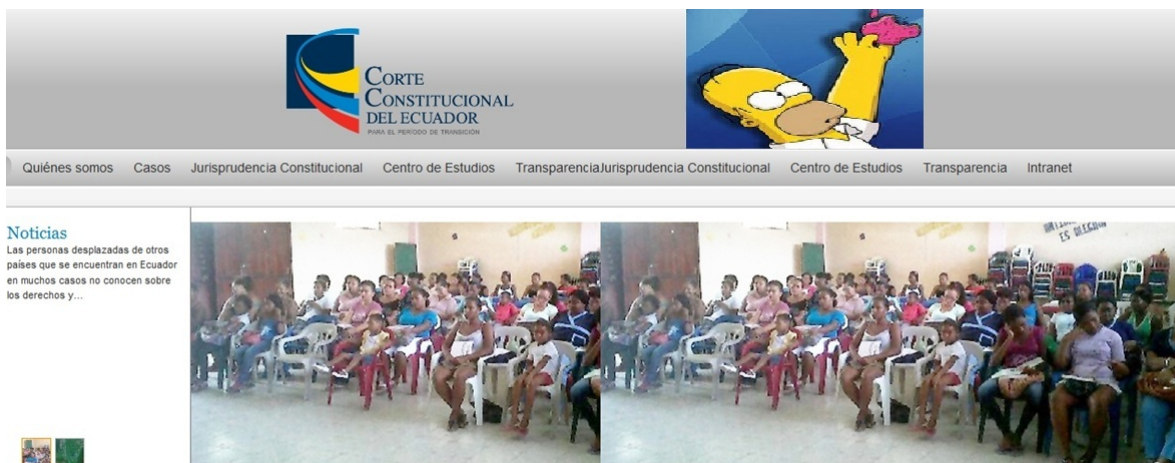 CORTE
CONSTITUCIONAL
DEL ECUADOR
PARA EL PERÍODO DE TRANSICIÓN
Quiénes somos Casos Jurisprudencia Constitucional Centro de Estudios TransparenciaJurisprudencia Constitucional Centro de Estudios Transparencia Intranet
Noticias
Las personas desplazadas de otros
países que se encuentran en Ecuador
en muchos casos no conocen sobre
los derechos y...
ES